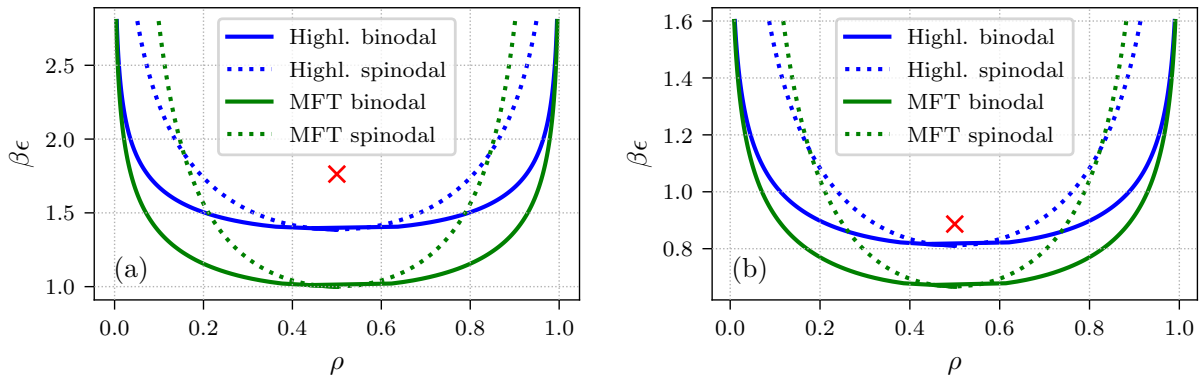 Highl. binodal
Highl. spinodal
MFT binodal
MFT spinodal
2.5
2.0
1.5
1.0
βϵ
(a)
0.0 0.2 0.4 0.6 0.8 1.0
ρ
Highl. binodal
Highl. spinodal
MFT binodal
MFT spinodal
1.6
1.4
1.2
1.0
0.8
βϵ
(b)
0.0 0.2 0.4 0.6 0.8 1.0
ρ